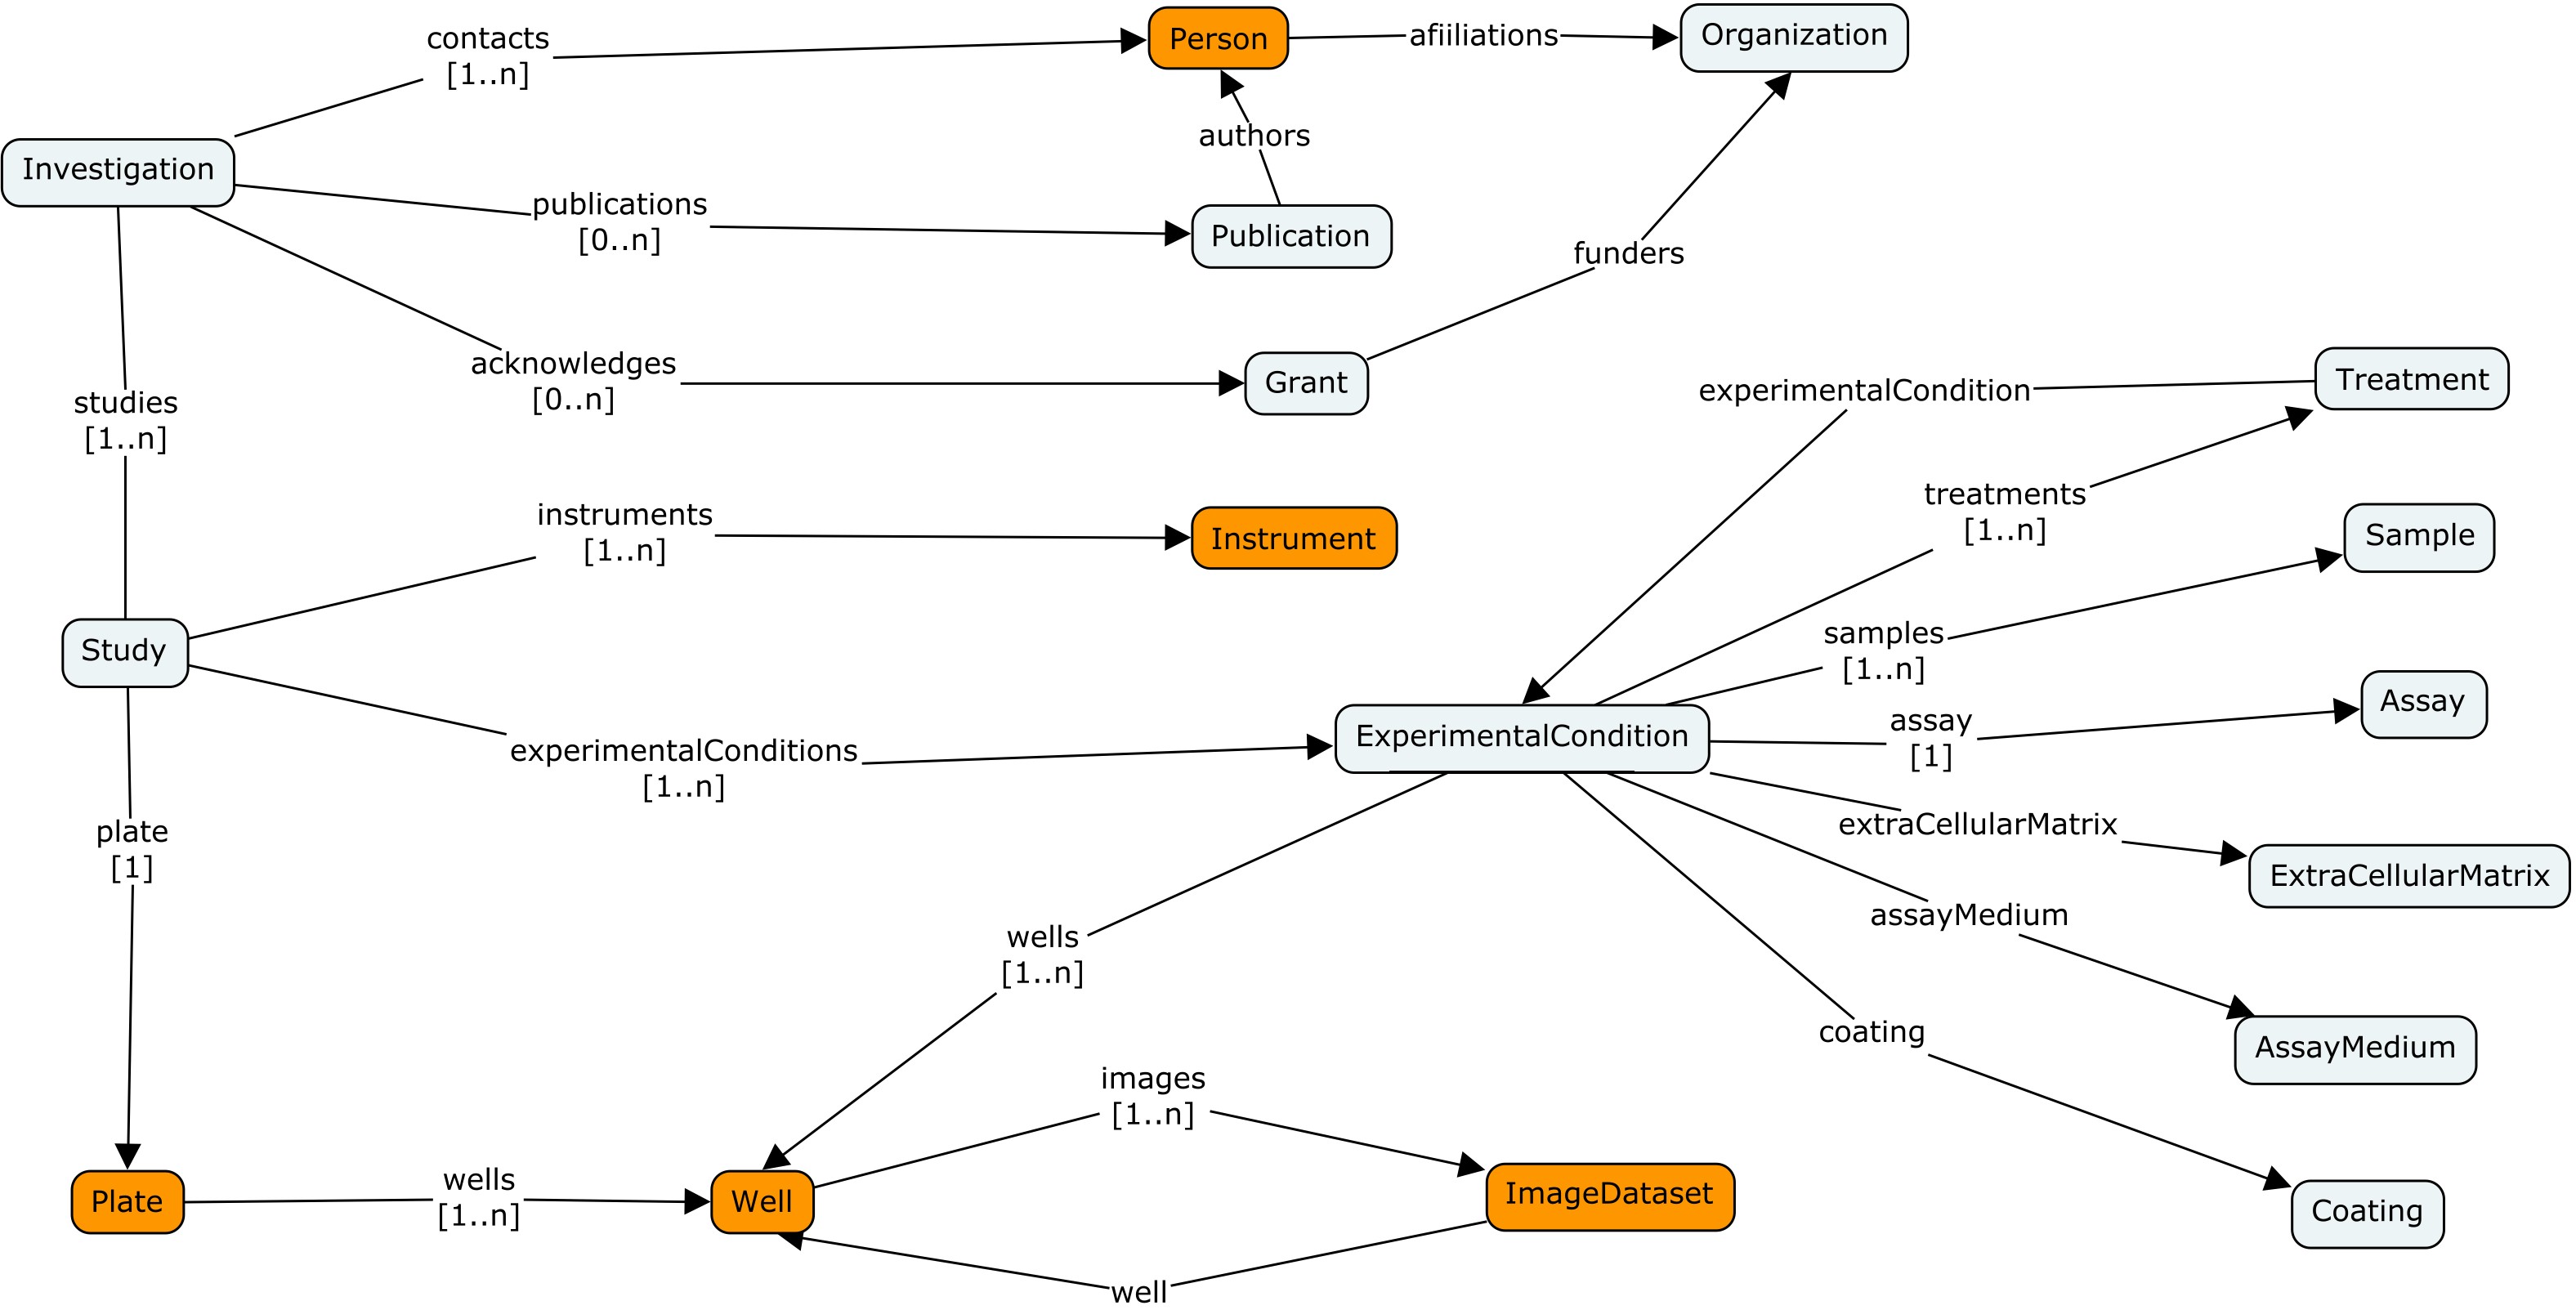 contacts
[1..n]
Person
afiiliations
Organization
authors
Investigation
publications
[0..n]
Publication
funders
acknowledges
[0..n]
Grant
experimentalCondition
Treatment
studies
[1..n]
instruments
[1..n]
Instrument
treatments
[1..n]
Sample
samples
[1..n]
Study
experimentalConditions
[1..n]
ExperimentalCondition
assay
[1]
Assay
plate
[1]
extraCellularMatrix
ExtraCellularMatrix
assayMedium
AssayMedium
wells
[1..n]
coating
images
[1..n]
Plate
wells
[1..n]
Well
ImageDataset
Coating
well